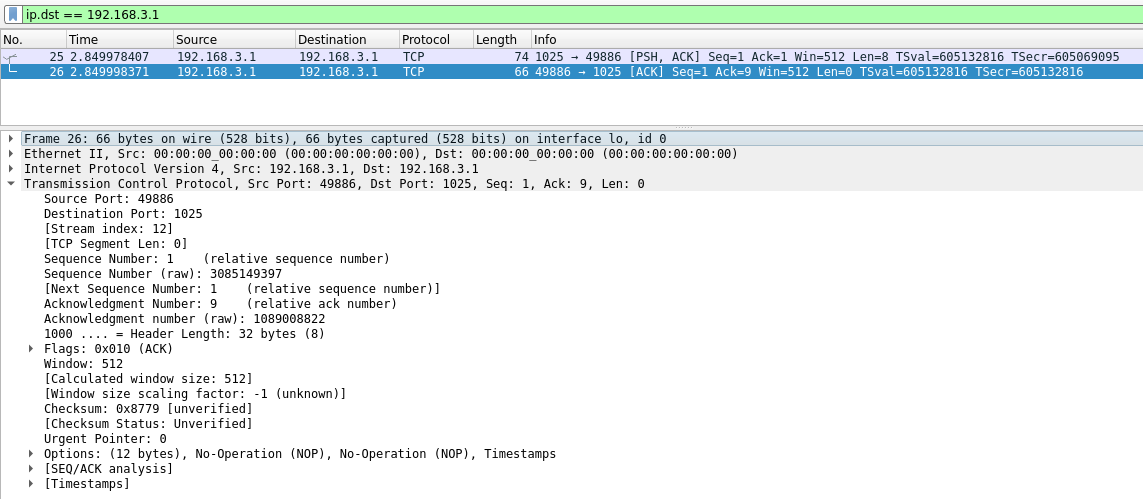 ip.dst == 192.168.3.1
No. Time Source Destination Protocol Length Info
25 2.849978407 192.168.3.1 192.168.3.1 TCP 74 1025 → 49886 [PSH, ACK] Seq=1 Ack=1 Win=512 Len=8 TSval=605132816 TSecr=605069095
26 2.849998371 192.168.3.1 192.168.3.1 TCP 66 49886 → 1025 [ACK] Seq=1 Ack=9 Win=512 Len=0 TSval=605132816 TSecr=605132816
Frame 26: 66 bytes on wire (528 bits), 66 bytes captured (528 bits) on interface lo, id 0
Ethernet II, Src: 00:00:00_00:00:00 (00:00:00:00:00:00), Dst: 00:00:00_00:00:00 (00:00:00:00:00:00)
Internet Protocol Version 4, Src: 192.168.3.1, Dst: 192.168.3.1
Transmission Control Protocol, Src Port: 49886, Dst Port: 1025, Seq: 1, Ack: 9, Len: 0
Source Port: 49886
Destination Port: 1025
[Stream index: 12]
[TCP Segment Len: 0]
Sequence Number: 1    (relative sequence number)
Sequence Number (raw): 3085149397
[Next Sequence Number: 1    (relative sequence number)]
Acknowledgment Number: 9    (relative ack number)
Acknowledgment number (raw): 1089008822
1000 .... = Header Length: 32 bytes (8)
Flags: 0x010 (ACK)
Window: 512
[Calculated window size: 512]
[Window size scaling factor: -1 (unknown)]
Checksum: 0x8779 [unverified]
[Checksum Status: Unverified]
Urgent Pointer: 0
Options: (12 bytes), No-Operation (NOP), No-Operation (NOP), Timestamps
[SEQ/ACK analysis]
[Timestamps]